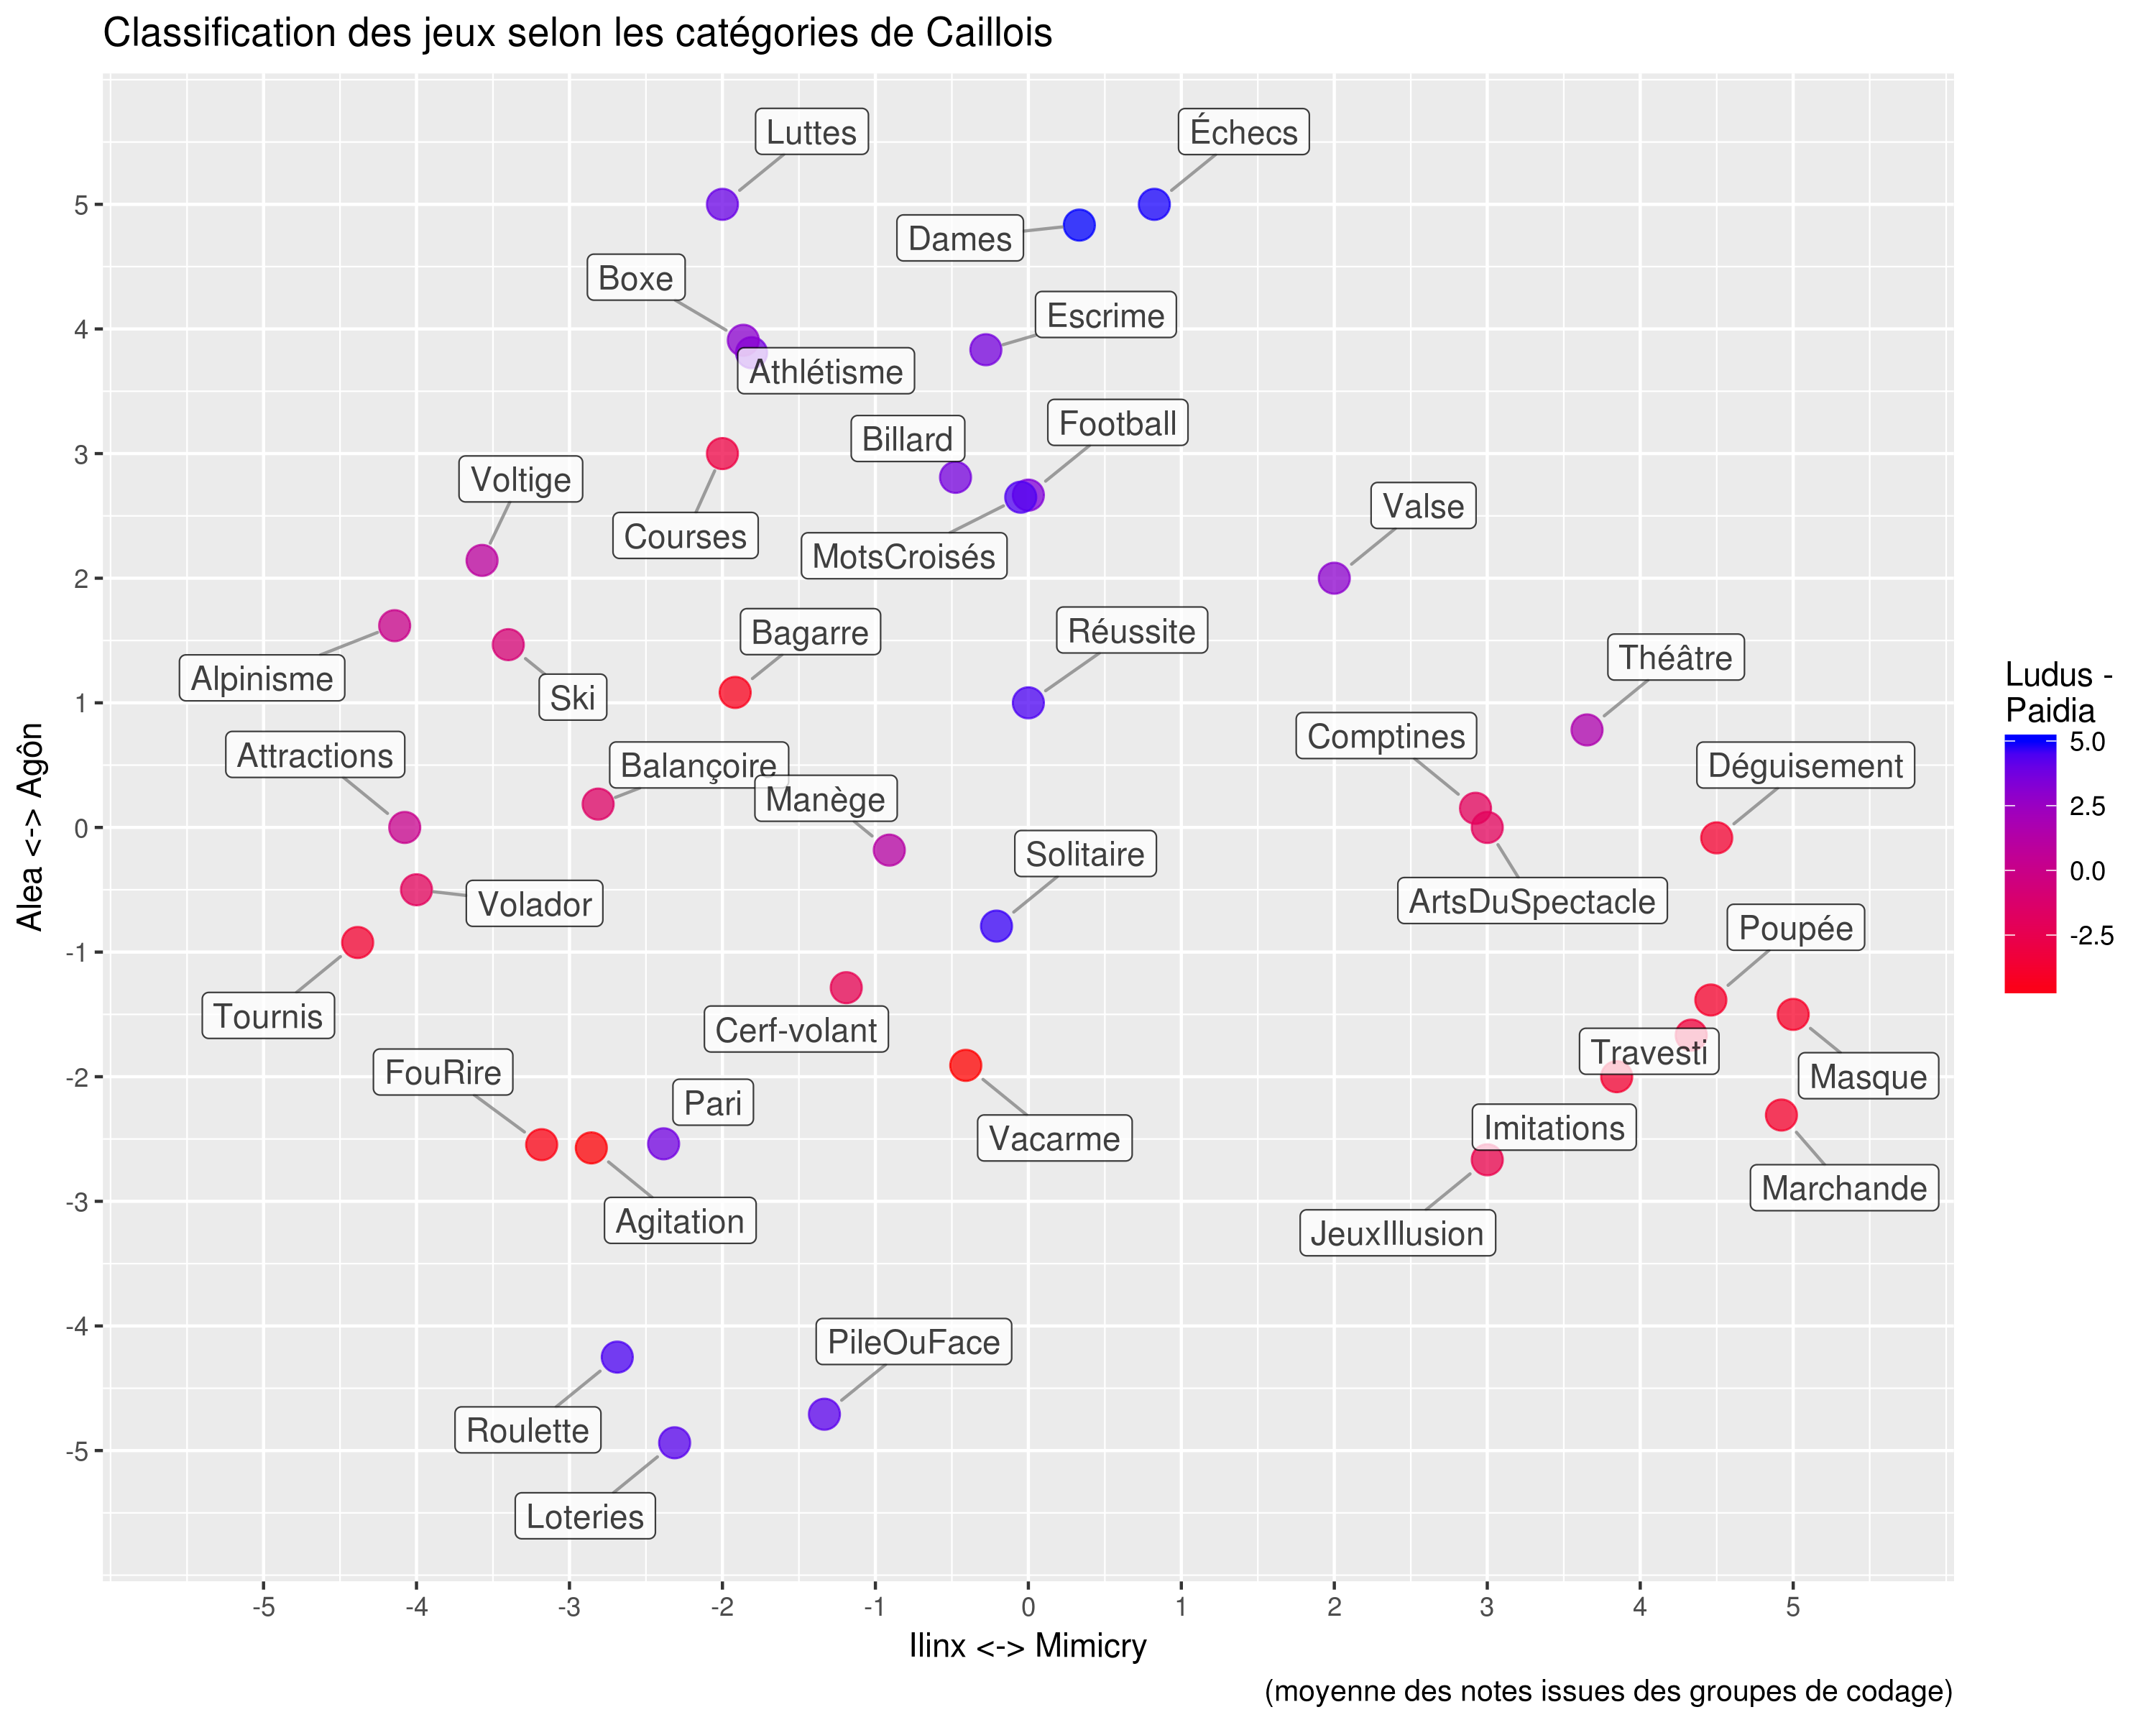 Classification des jeux selon les catégories de Caillois
Luttes
Échecs
Dames
Boxe
Escrime
Athlétisme
Football
Billard
Voltige
Valse
Courses
MotsCroisés
Bagarre
Réussite
Théâtre
Alpinisme
Ski
Comptines
Attractions
Balançoire
Déguisement
Manège
Solitaire
Volador
ArtsDuSpectacle
Poupée
Tournis
Cerf-volant
Travesti
FouRire
Masque
Pari
Imitations
Vacarme
Marchande
Agitation
JeuxIllusion
PileOuFace
Roulette
Loteries
5
4
3
2
1
0
-1
-2
-3
-4
-5
Alea <-> Agôn
-5 -4 -3 -2 -1 0 1 2 3 4 5
Ilinx <-> Mimicry
(moyenne des notes issues des groupes de codage)
Ludus -
Paidia
5.0
2.5
0.0
-2.5